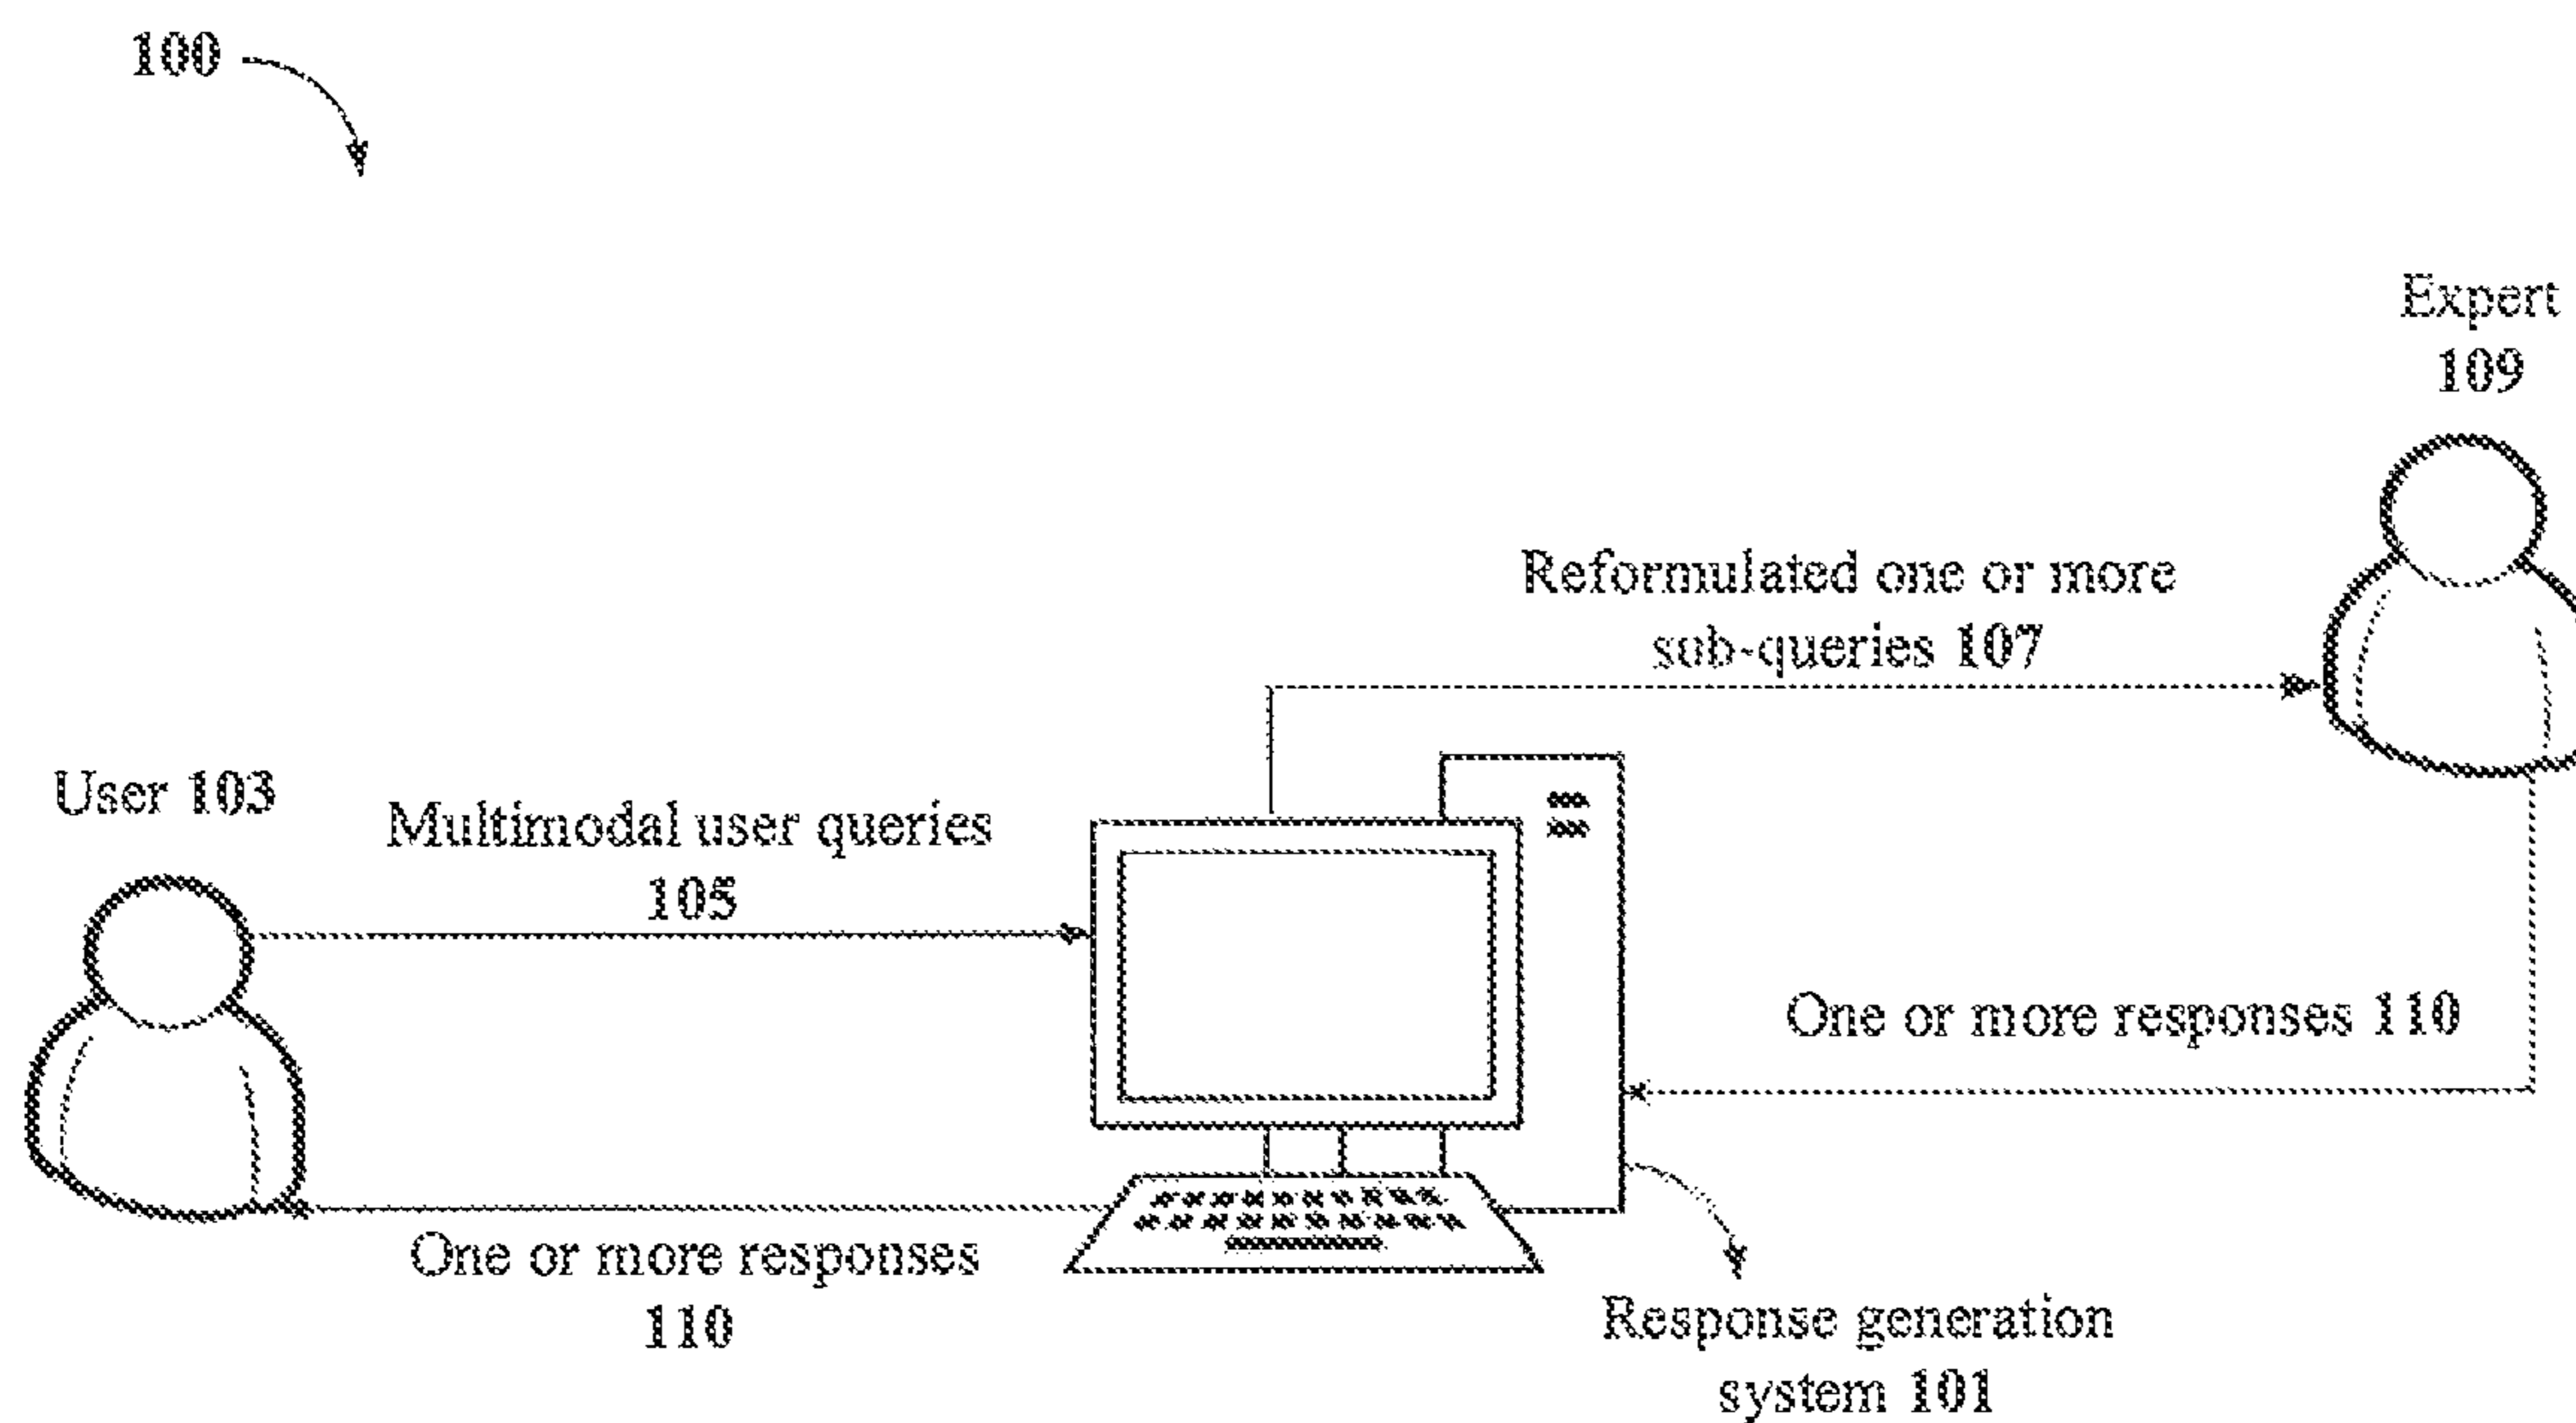 100
Expert
109
Reformulated one or more
sub-queries 107
User 103
Multimodal user queries
105
One or more responses 110
One or more responses
110
Response generation
system 101